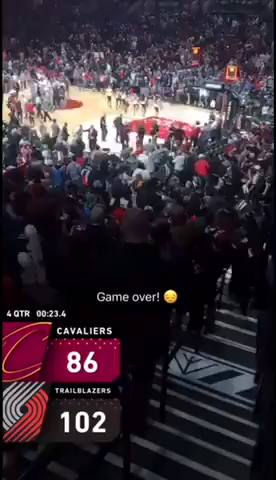 Game over! 😔
4 QTR 00:23.4
CAVALIERS
86
TRAILBLAZERS
102